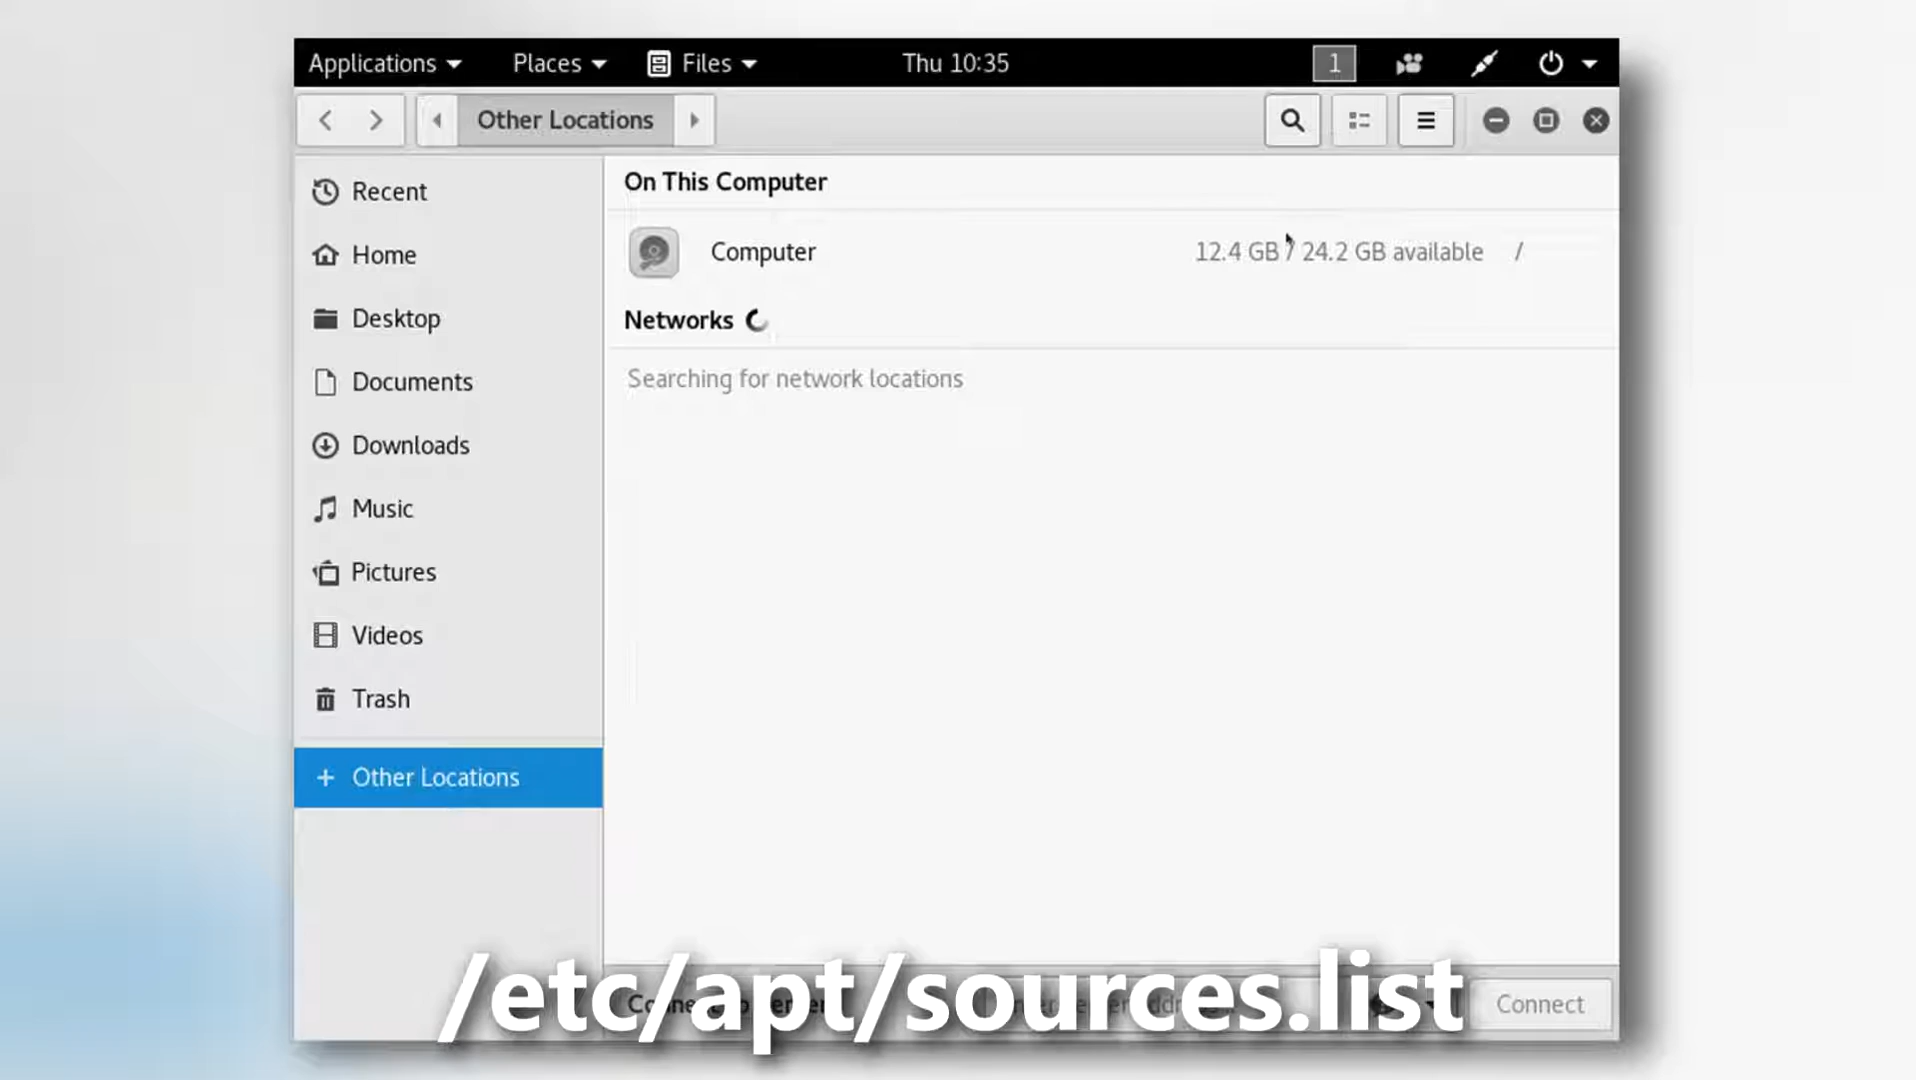 Applications Places Files Thu 10:35 1
Other Locations
Recent
Home
Desktop
Documents
Downloads
Music
Pictures
Videos
Trash
+ Other Locations
On This Computer
Computer 12.4 GB / 24.2 GB available /
Networks
Searching for network locations
/etc/apt/sources.list
Connect